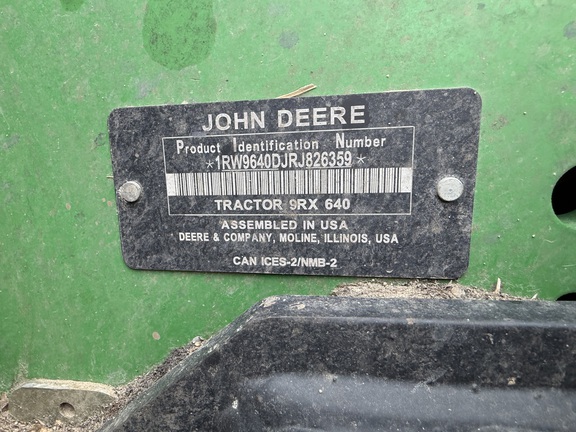 JOHN DEERE
Product Identification Number
*1RW9640DJRJ826359*
TRACTOR 9RX 640
ASSEMBLED IN USA
DEERE & COMPANY, MOLINE, ILLINOIS, USA
CAN ICES-2/NMB-2